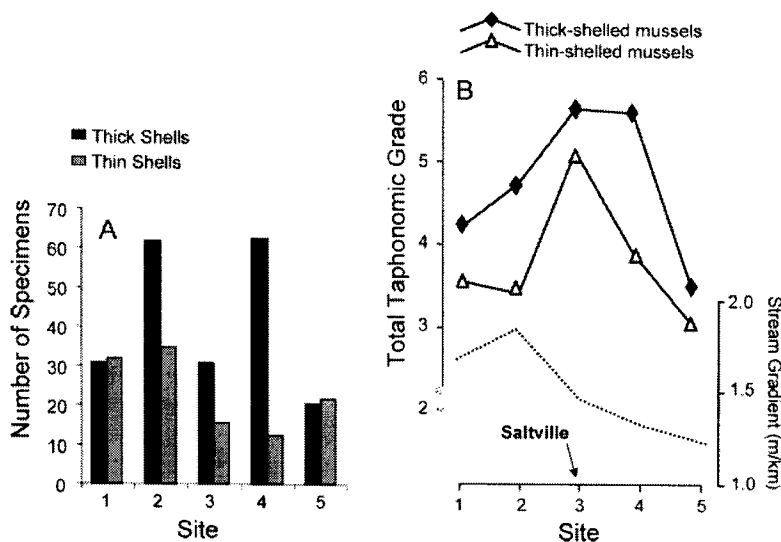 Thick Shells
Thin Shells
A
Number of Specimens
70
60
50
40
30
20
10
0
1 2 3 4 5
Site
Thick-shelled mussels
Thin-shelled mussels
B
Total Taphonomic Grade
6
5
4
3
2
Stream Gradient (m/km)
2.0
1.5
1.0
Saltville
1 2 3 4 5
Site